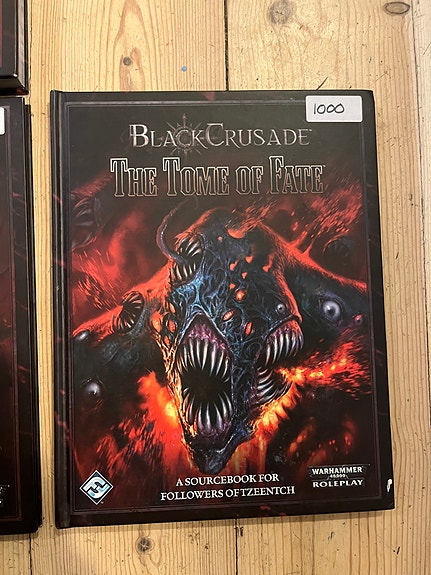 1000
BLACK CRUSADE
THE TOME OF FATE
A SOURCEBOOK FOR
FOLLOWERS OF TZEENTCH
WARHAMMER
40,000
ROLEPLAY